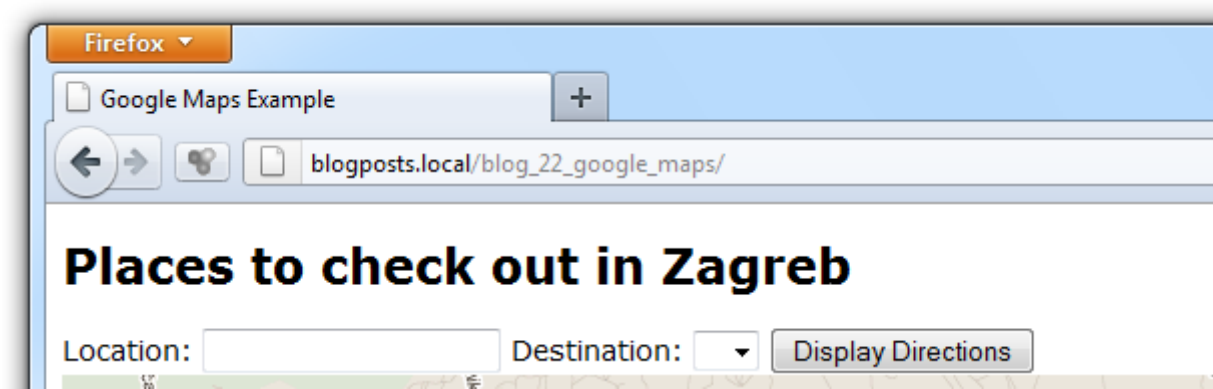 Firefox
Google Maps Example
blogposts.local/blog_22_google_maps/
Places to check out in Zagreb
Location: Destination: Display Directions